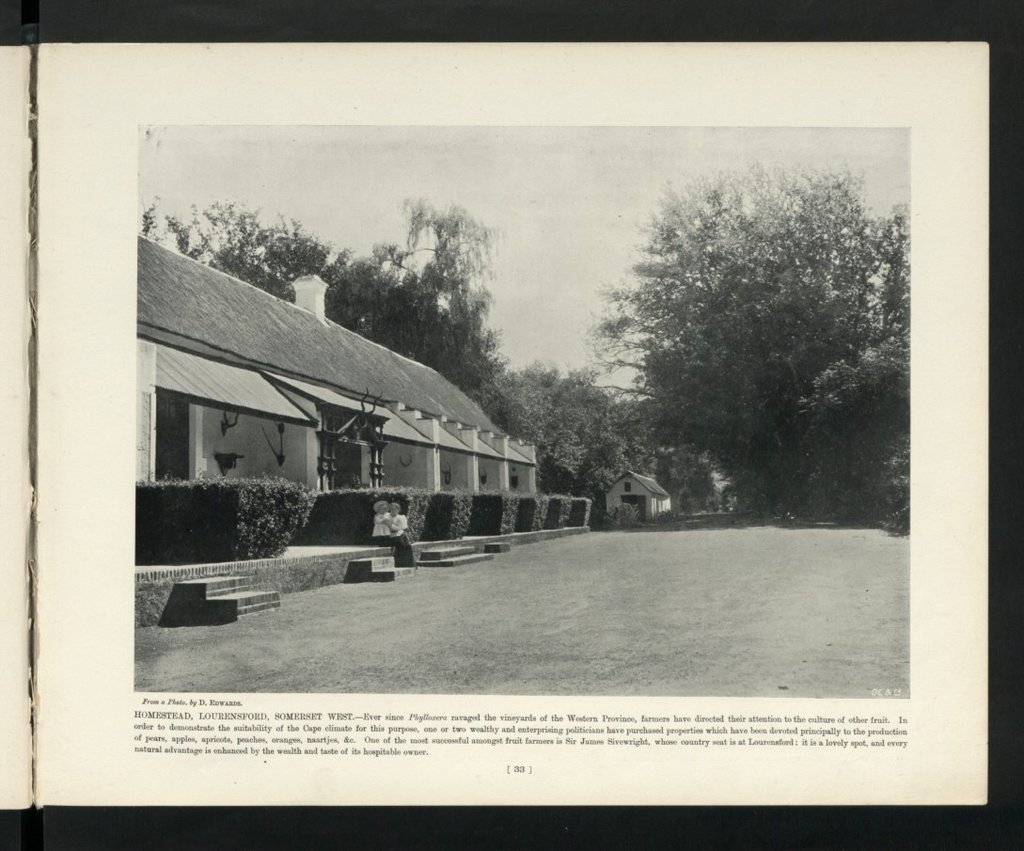 OC & Co
From a Photo. by D. EDWARDS.
HOMESTEAD, LOURENSFORD, SOMERSET WEST.—Ever since Phylloxera ravaged the vineyards of the Western Province, farmers have directed their attention to the culture of other fruit. In
order to demonstrate the suitability of the Cape climate for this purpose, one or two wealthy and enterprising politicians have purchased properties which have been devoted principally to the production
of pears, apples, apricots, peaches, oranges, naartjes, &c. One of the most successful amongst fruit farmers is Sir James Sivewright, whose country seat is at Lourensford: it is a lovely spot, and every
natural advantage is enhanced by the wealth and taste of its hospitable owner.
[ 33 ]